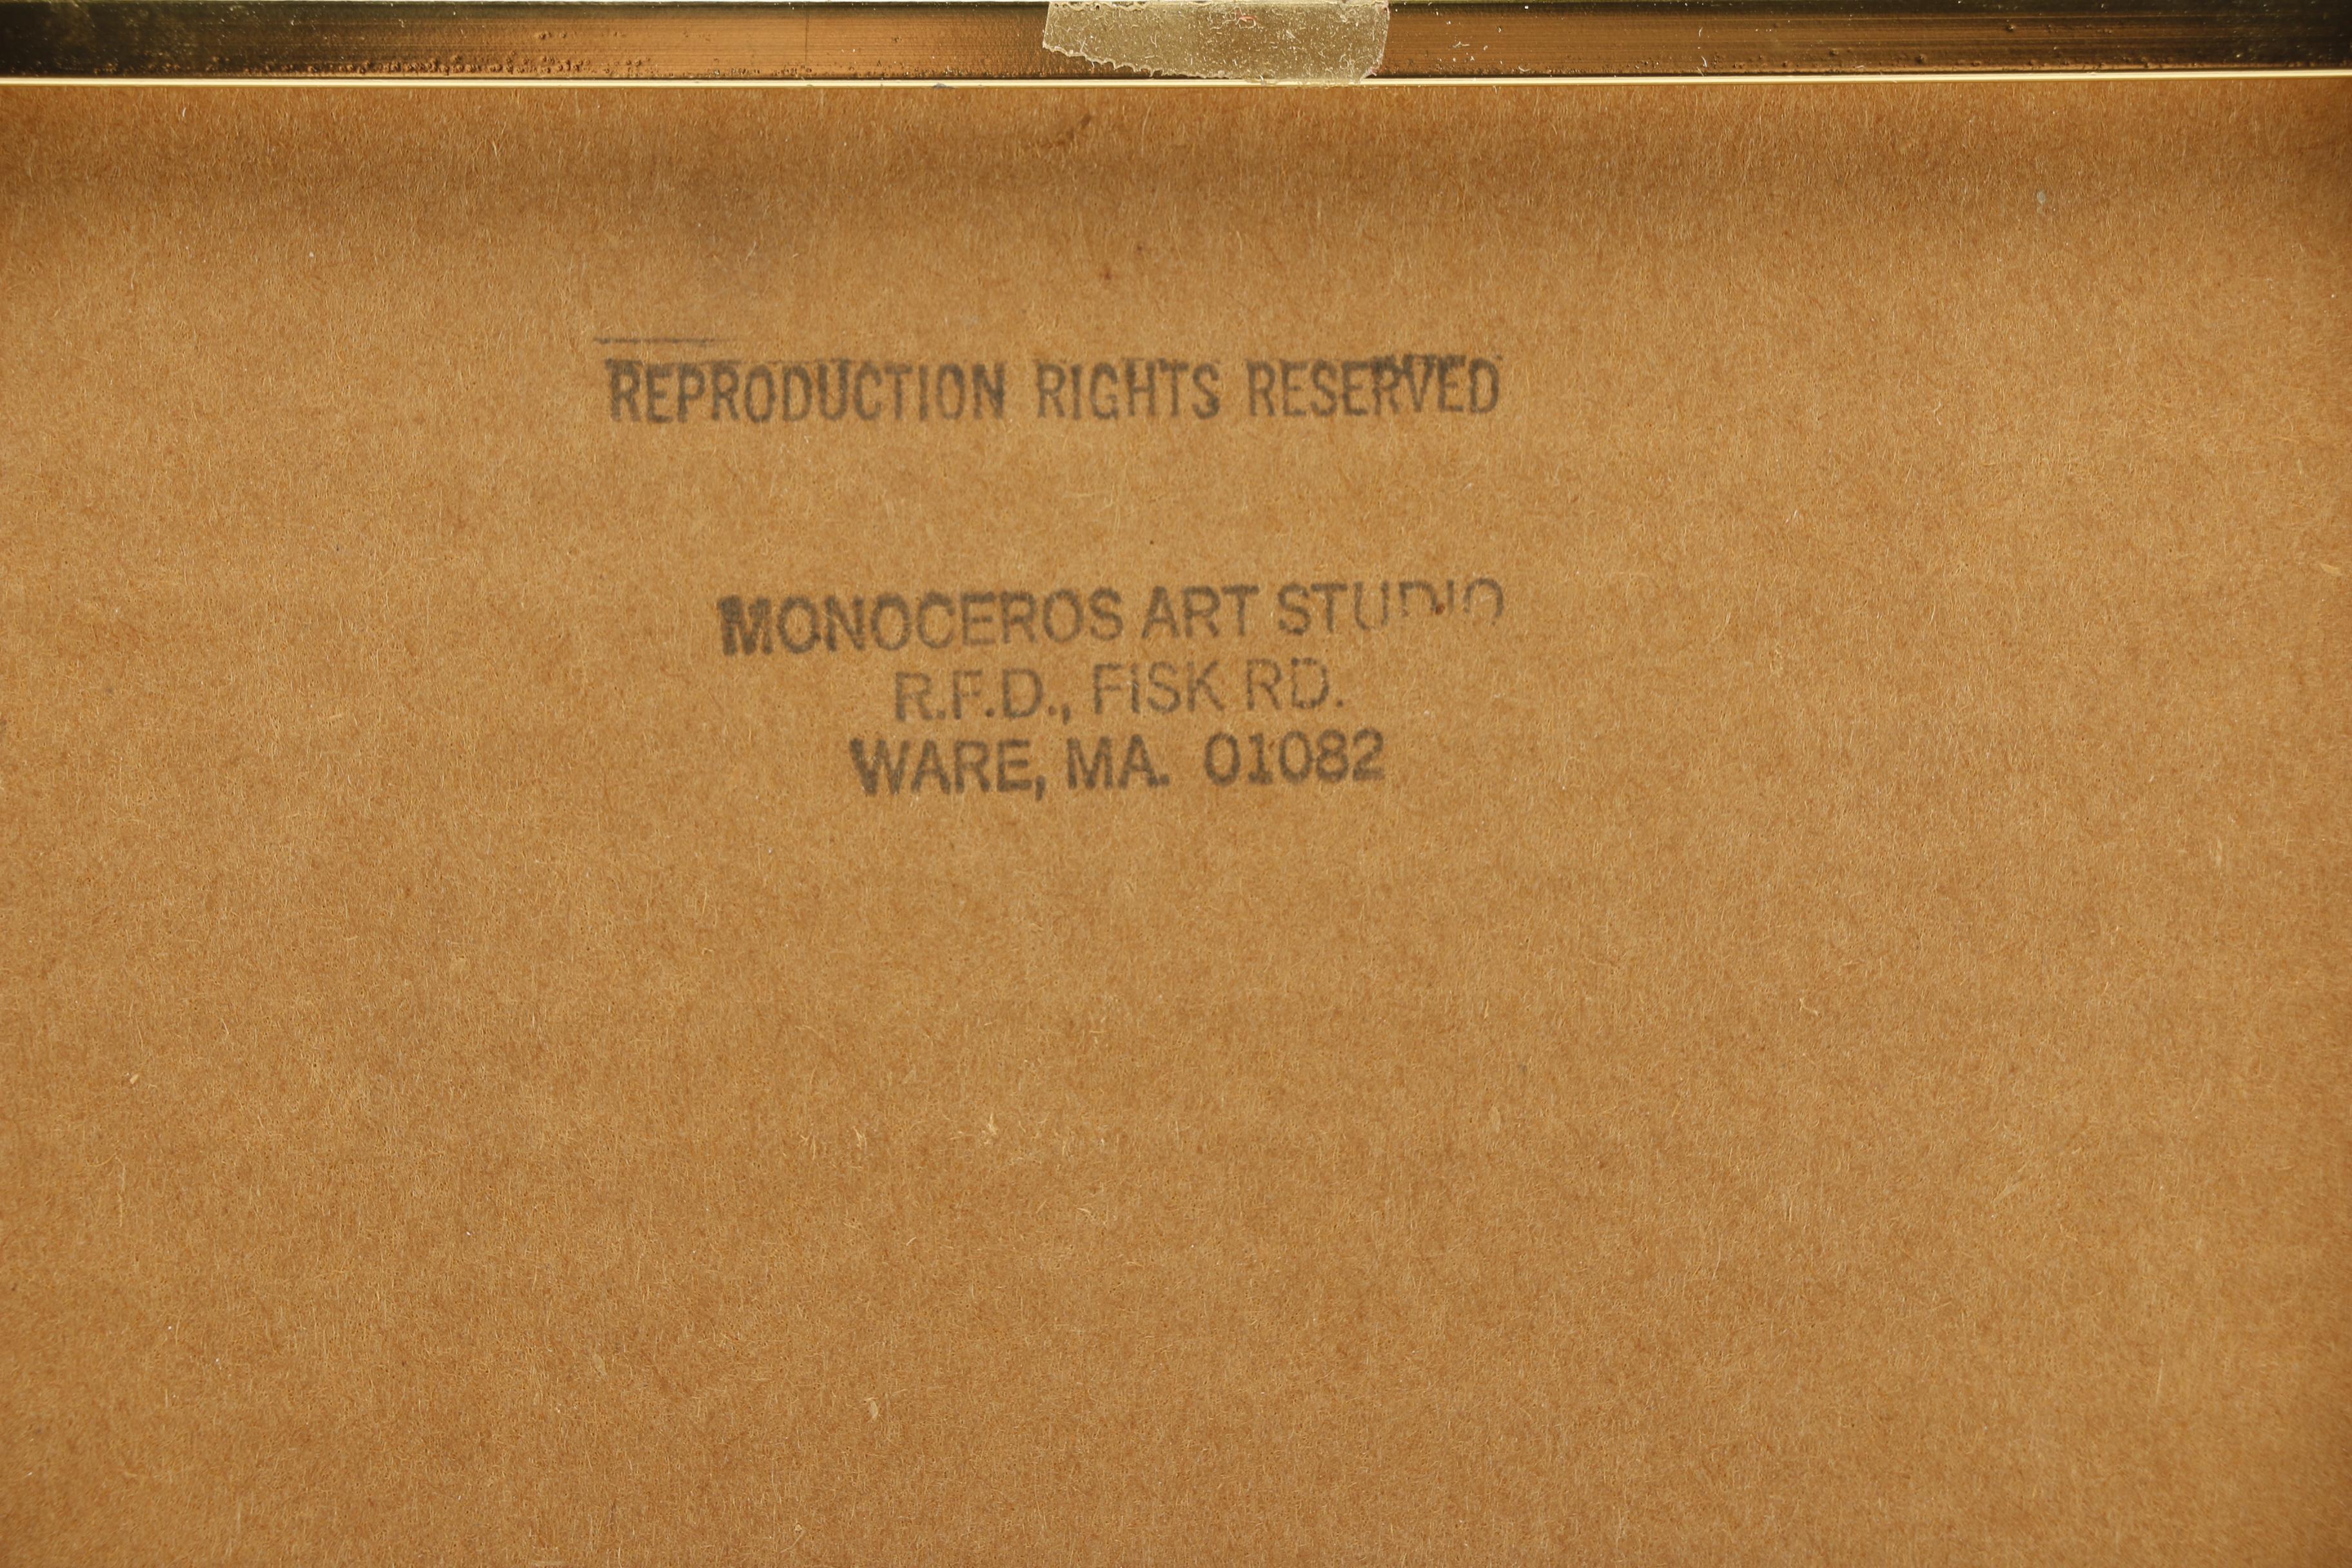 REPRODUCTION RIGHTS RESERVED
MONOCEROS ART STUDIO
R.F.D., FISK RD.
WARE, MA. 01082